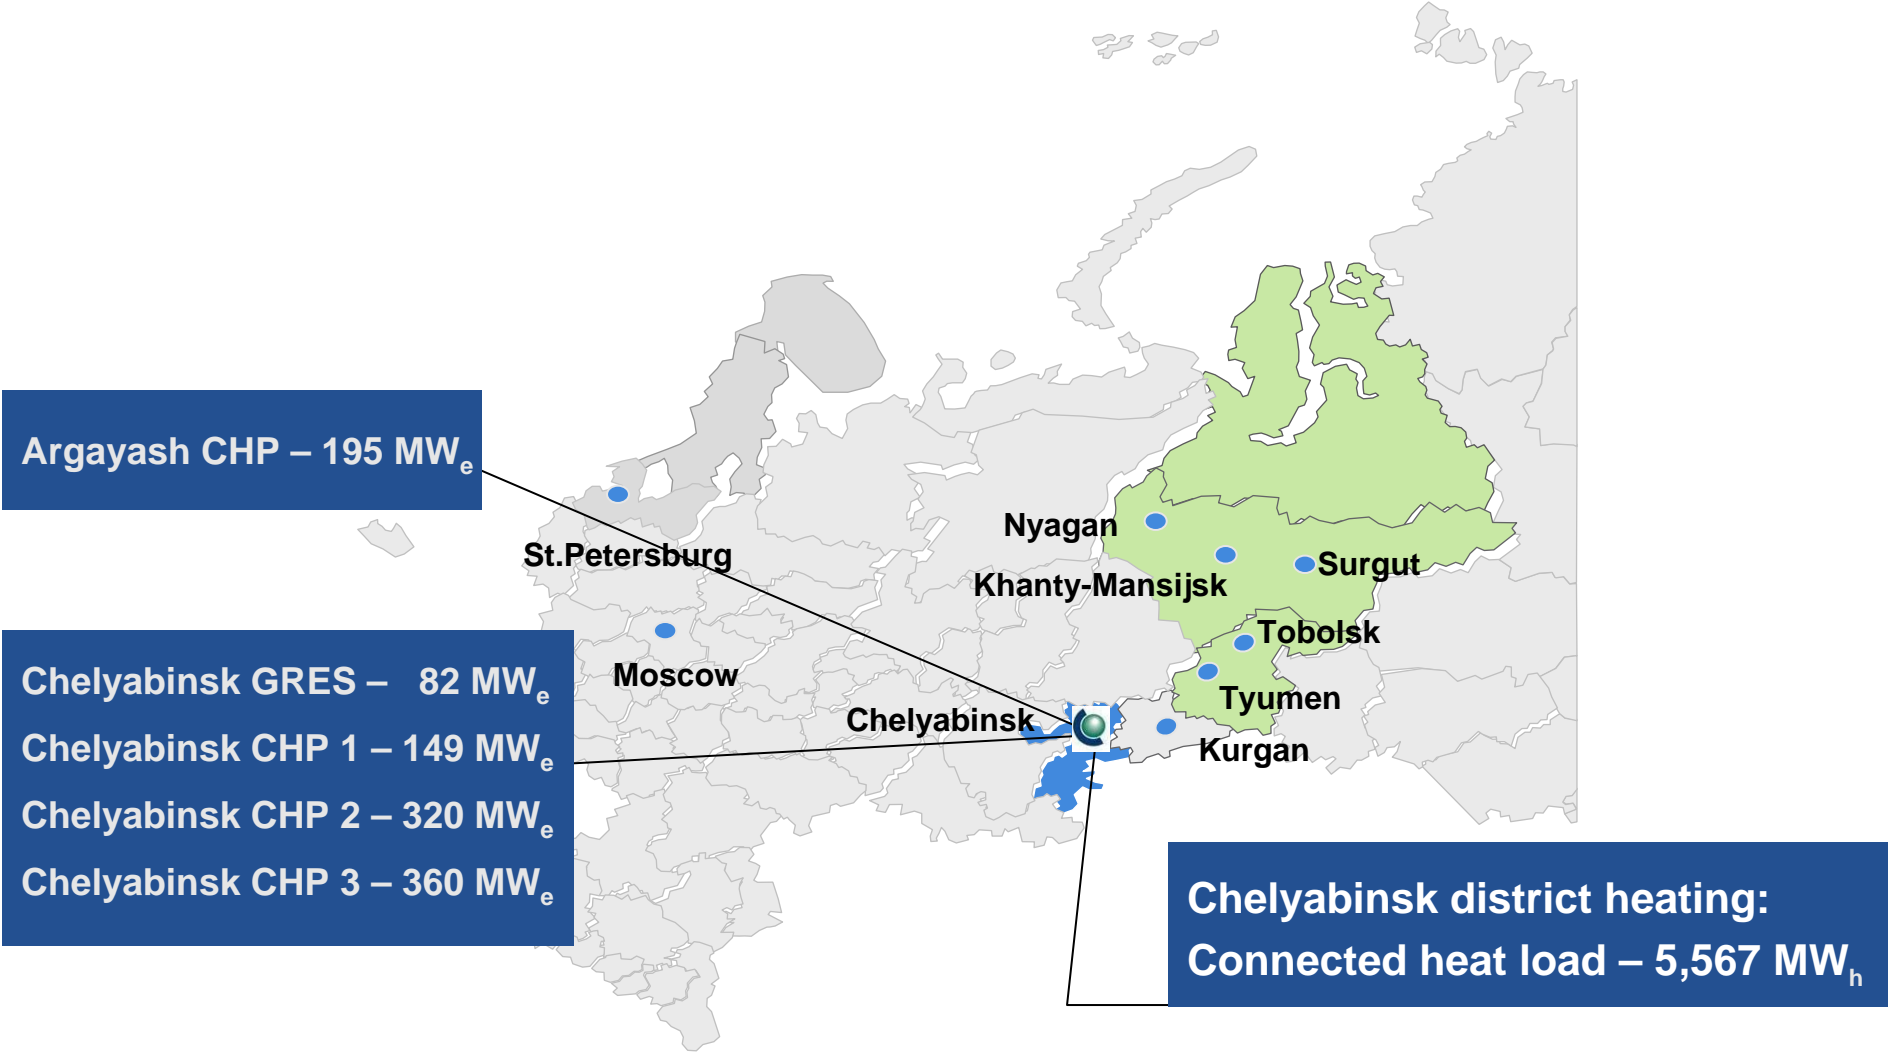 Argayash CHP – 195 MWe
Nyagan
St.Petersburg
Surgut
Khanty-Mansijsk
Tobolsk
Chelyabinsk GRES – 82 MWe
Moscow
Tyumen
Chelyabinsk
Chelyabinsk CHP 1 – 149 MWe
Kurgan
Chelyabinsk CHP 2 – 320 MWe
Chelyabinsk CHP 3 – 360 MWe
Chelyabinsk district heating:
Connected heat load – 5,567 MWh